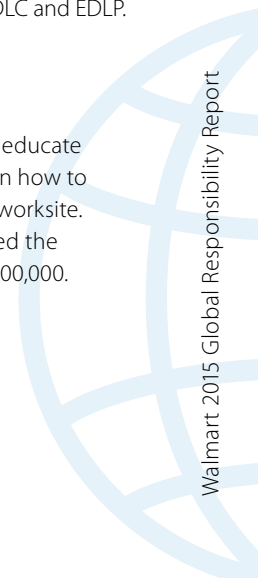 DLC and EDLP.
educate
n how to
worksite.
ed the
00,000.
Walmart 2015 Global Responsibility Report